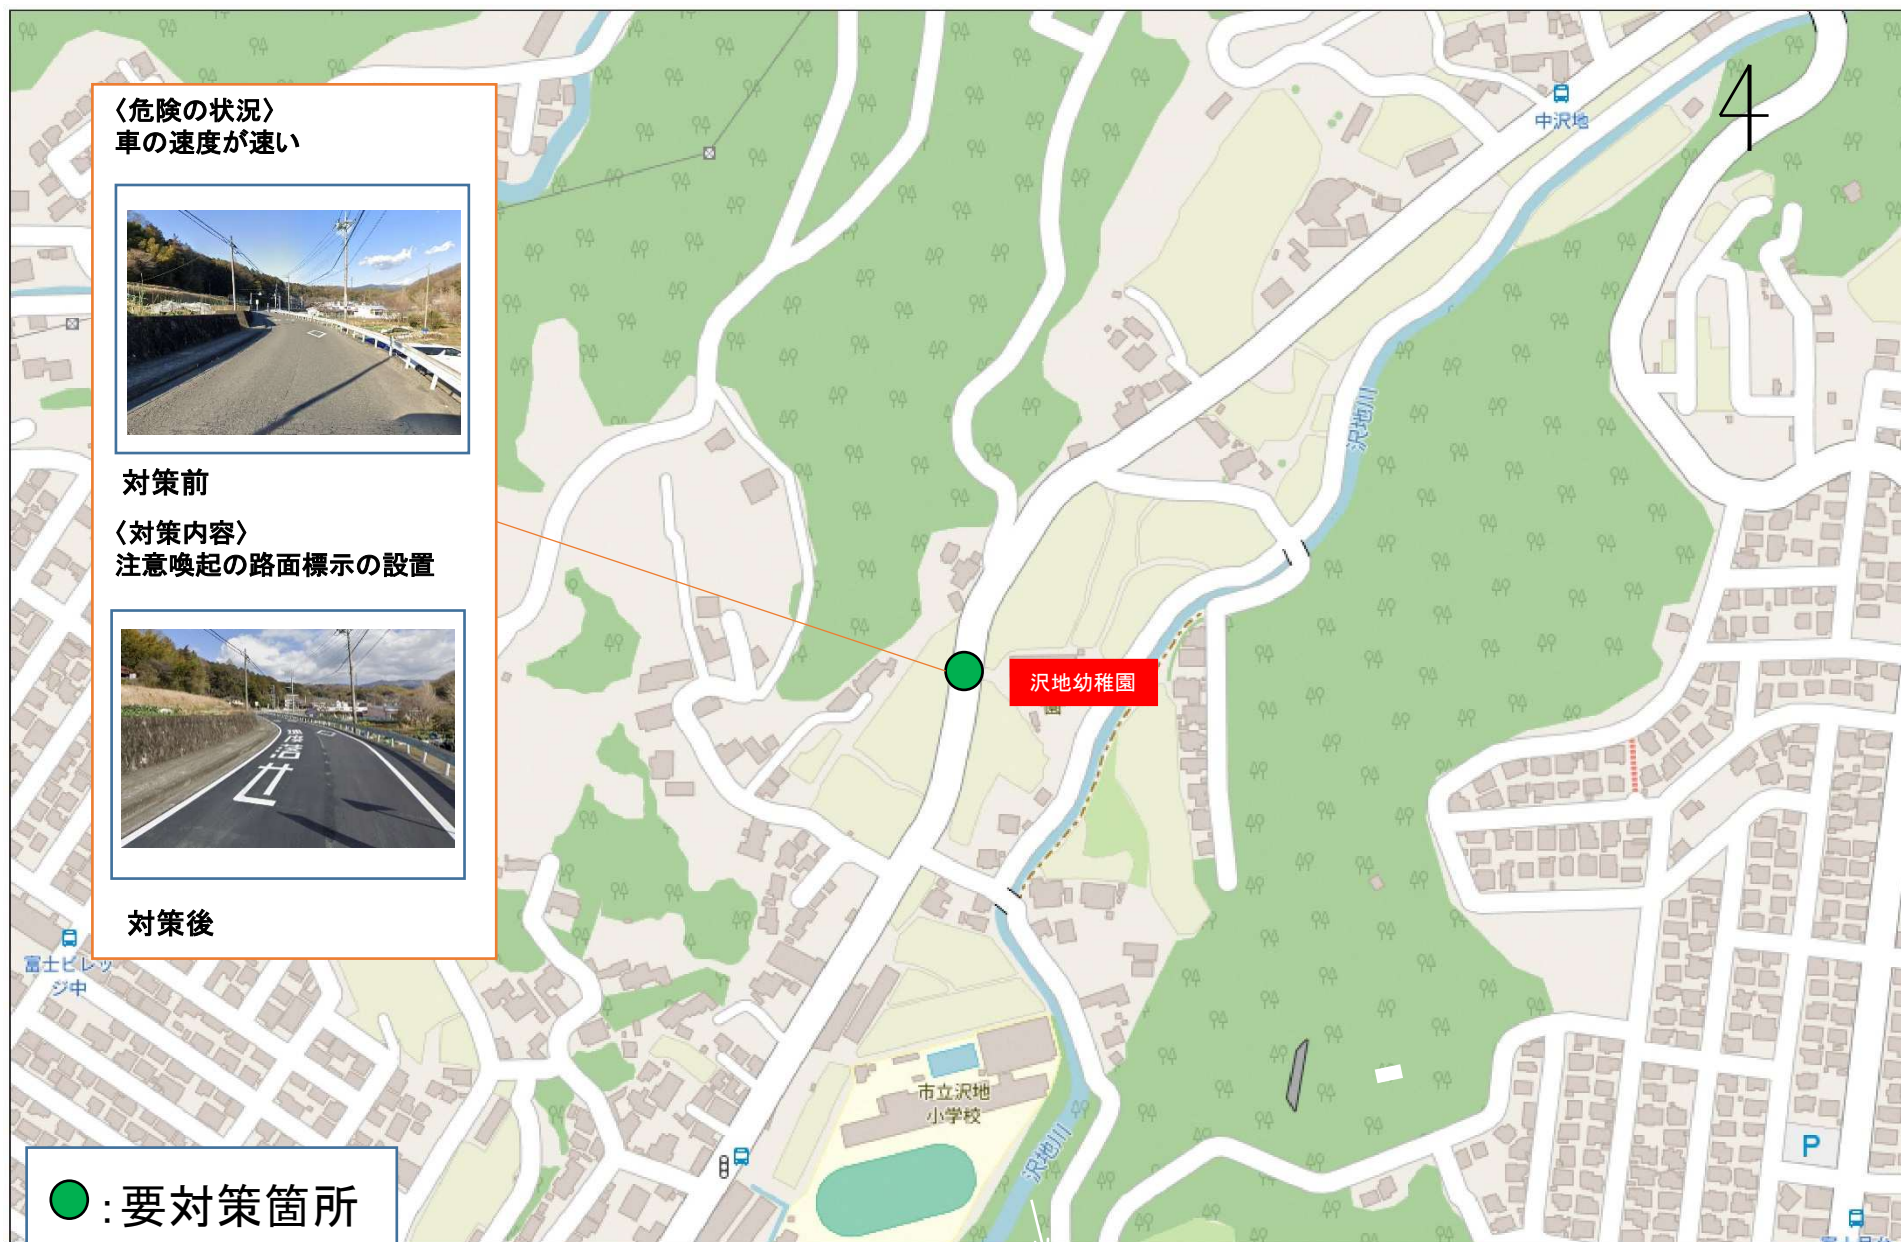 〈危険の状況〉
車の速度が速い
対策前
〈対策内容〉
注意喚起の路面標示の設置
対策後
4
中沢地
沢地川
沢地幼稚園
園
富士ビレッ
ジ中
市立沢地
小学校
沢地川
P
:要対策箇所